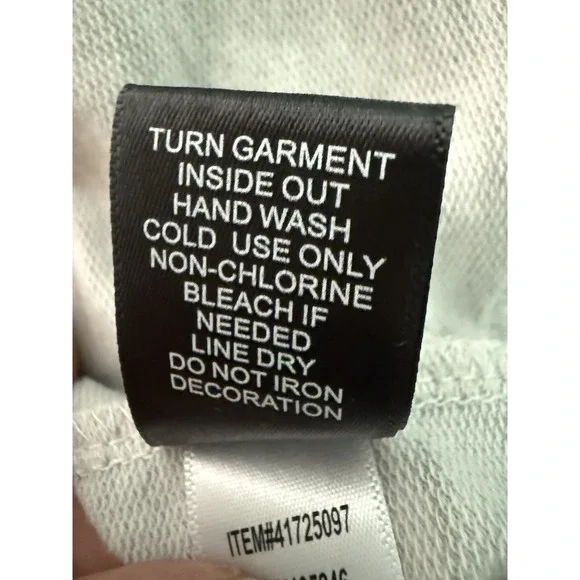 TURN GARMENT
INSIDE OUT
HAND WASH
COLD USE ONLY
NON-CHLORINE
BLEACH IF
NEEDED
LINE DRY
DO NOT IRON
DECORATION
ITEM#41725097